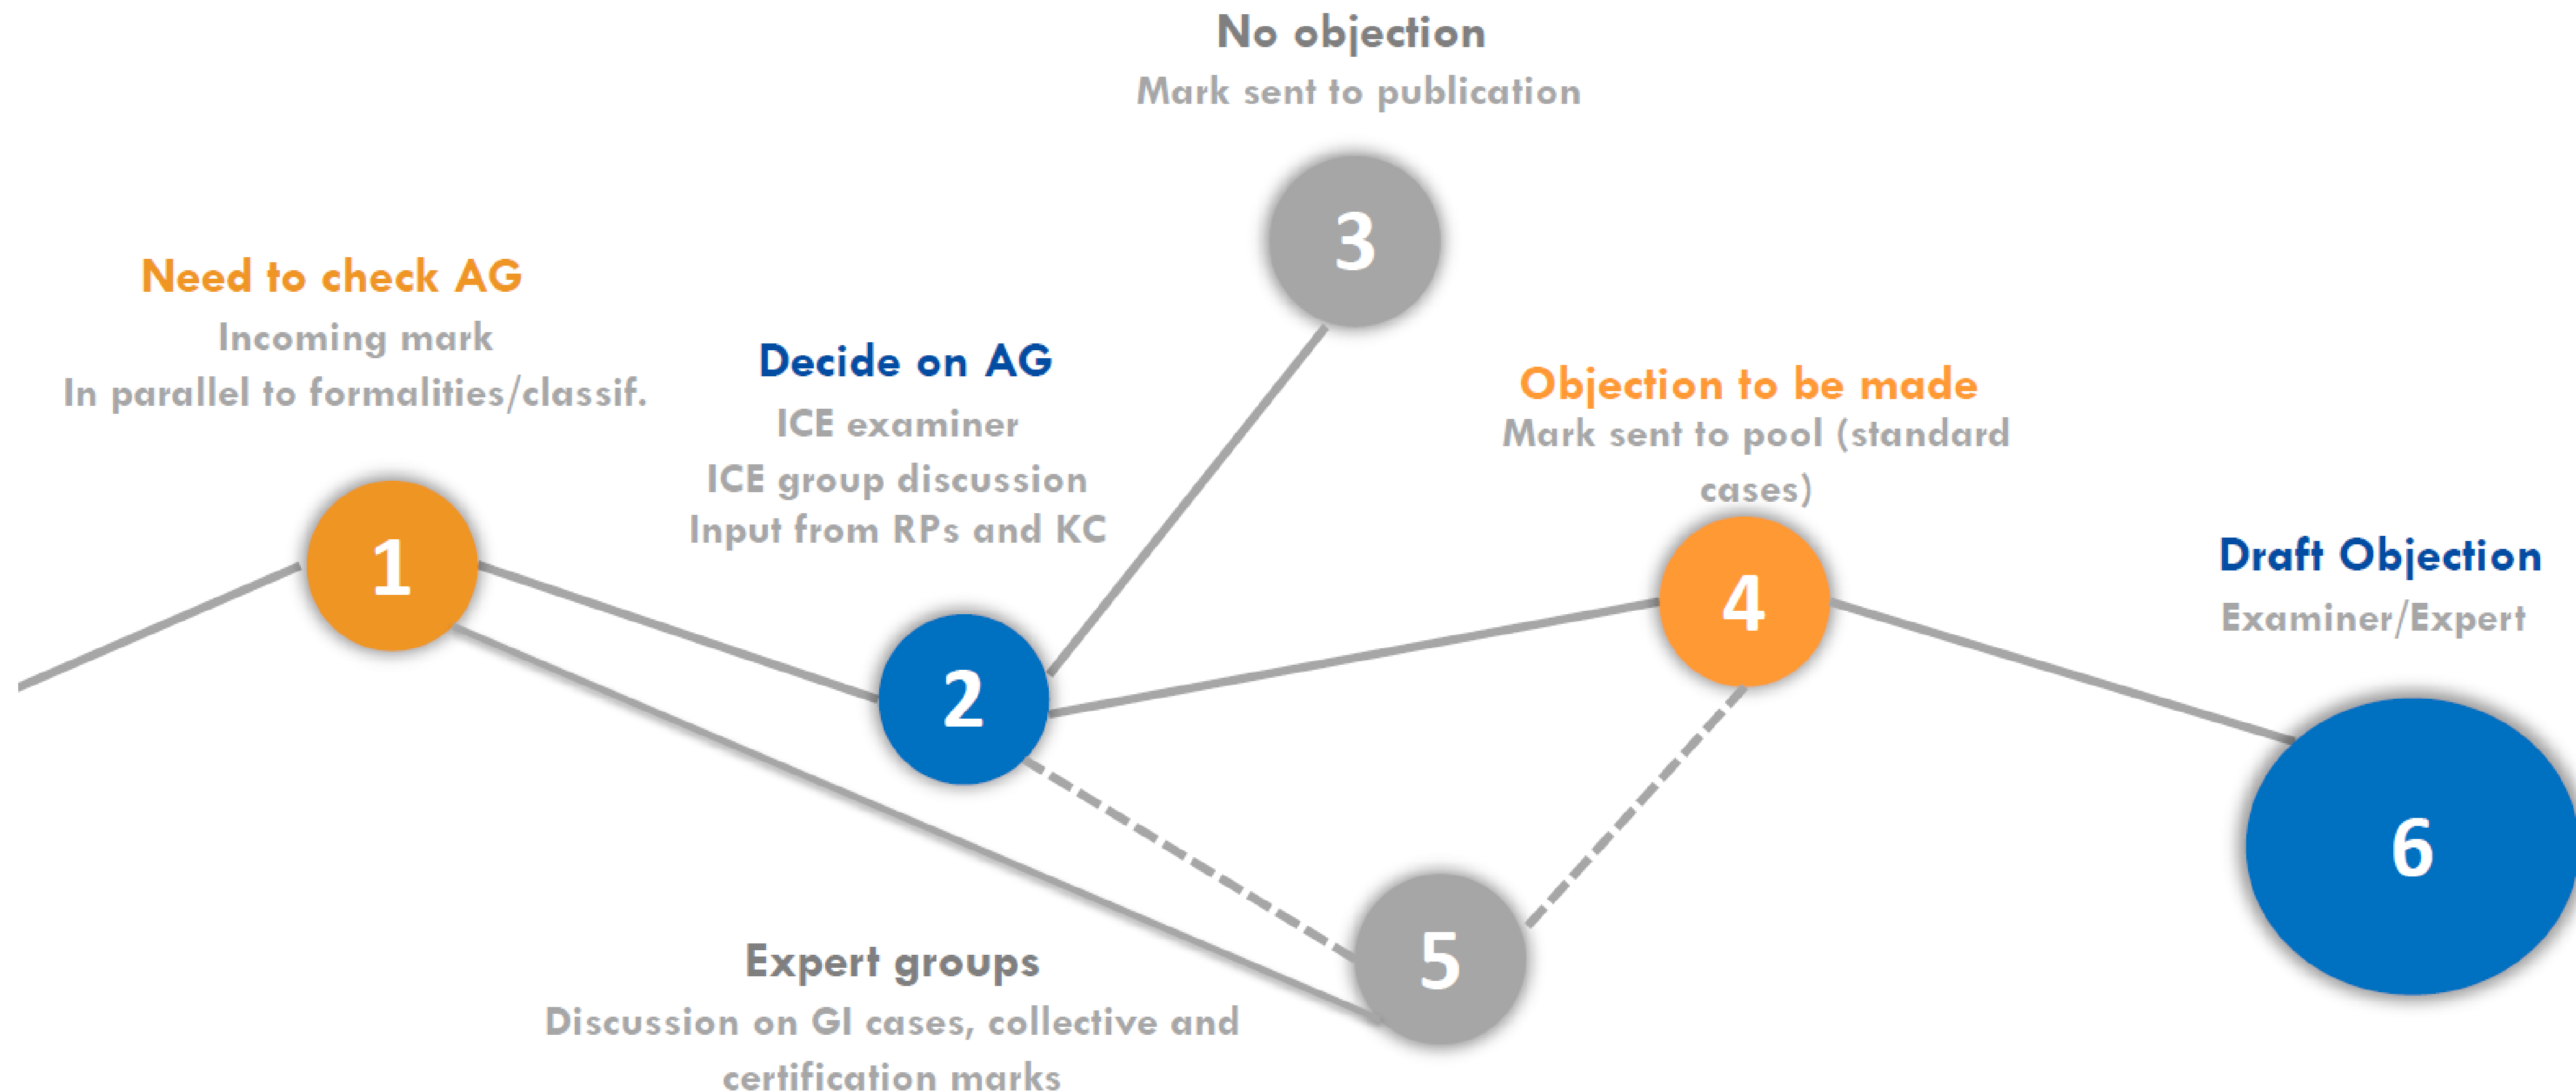 No objection
Mark sent to publication
3
Need to check AG
Incoming mark
In parallel to formalities/classif.
1
Decide on AG
ICE examiner
ICE group discussion
Input from RPs and KC
2
Objection to be made
Mark sent to pool (standard
cases)
4
Draft Objection
Examiner/Expert
6
Expert groups
Discussion on GI cases, collective and
certification marks
5